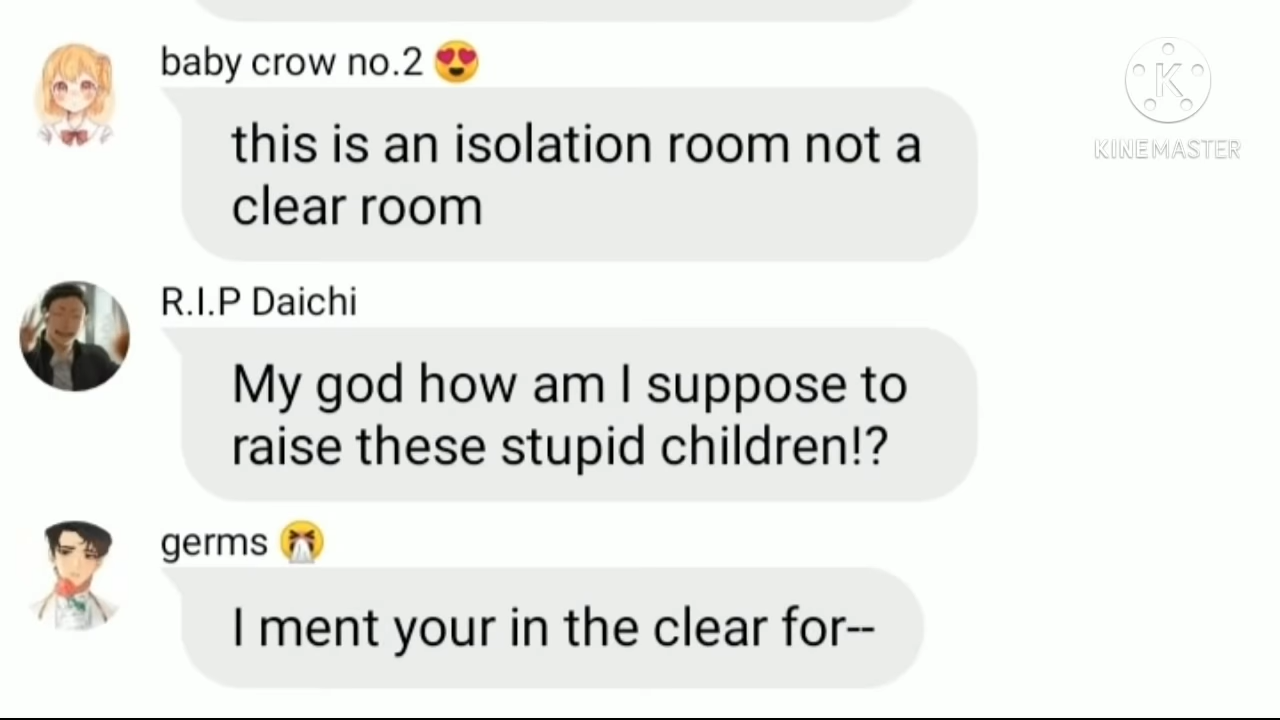 baby crow no.2 😍
this is an isolation room not a
clear room
R.I.P Daichi
My god how am I suppose to
raise these stupid children!?
germs 🤧
I ment your in the clear for--
K
KINEMASTER